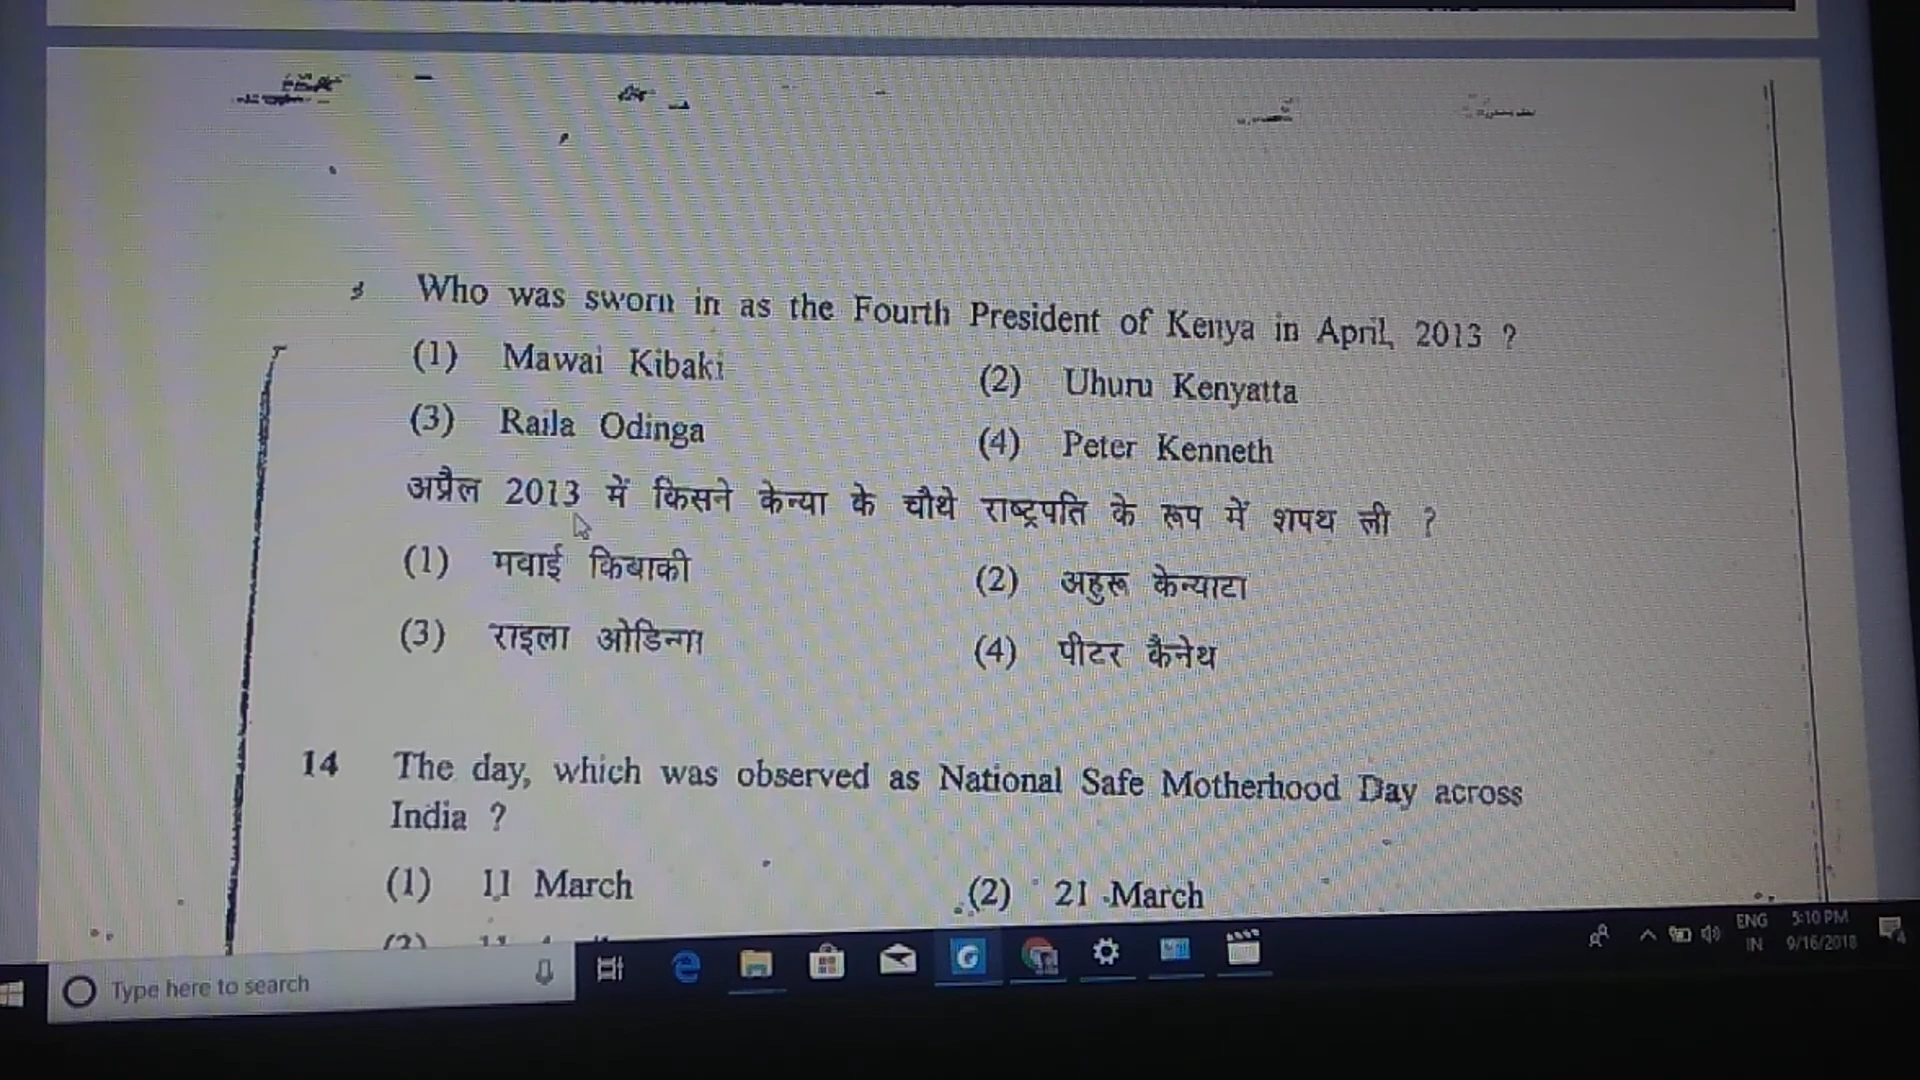 Who was sworn in as the Fourth President of Kenya in April, 2013 ?
(1) Mawai Kibaki
(2) Uhuru Kenyatta
(3) Raila Odinga
(4) Peter Kenneth
अप्रैल 2013 में किसने केन्या के चौथे राष्ट्रपति के रूप में शपथ ली ?
(1) मवाई किबाकी
(2) अहुरू केन्याटा
(3) राइला ओडिन्गा
(4) पीटर कैनेथ
14 The day, which was observed as National Safe Motherhood Day across
India ?
(1) 11 March
(2) 21 March
Type here to search
ENG 5:10 PM
IN 9/16/2018